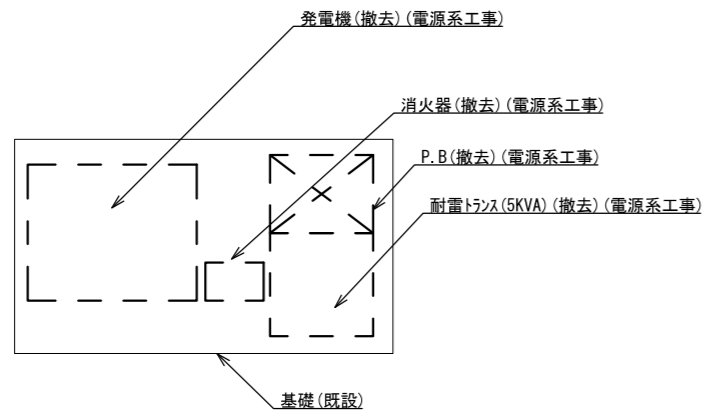 発電機(撤去)(電源系工事)
消火器(撤去)(電源系工事)
P.B(撤去)(電源系工事)
耐雷ﾄﾗﾝｽ(5KVA)(撤去)(電源系工事)
基礎(既設)